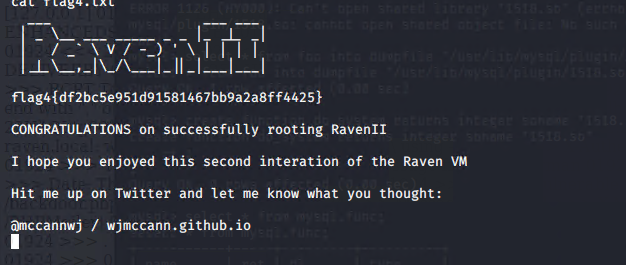 cat flag4.txt
RavenII
flag4{df2bc5e951d91581467bb9a2a8ff4425}
CONGRATULATIONS on successfully rooting RavenII
I hope you enjoyed this second interation of the Raven VM
Hit me up on Twitter and let me know what you thought:
@mccannwj / wjmccann.github.io